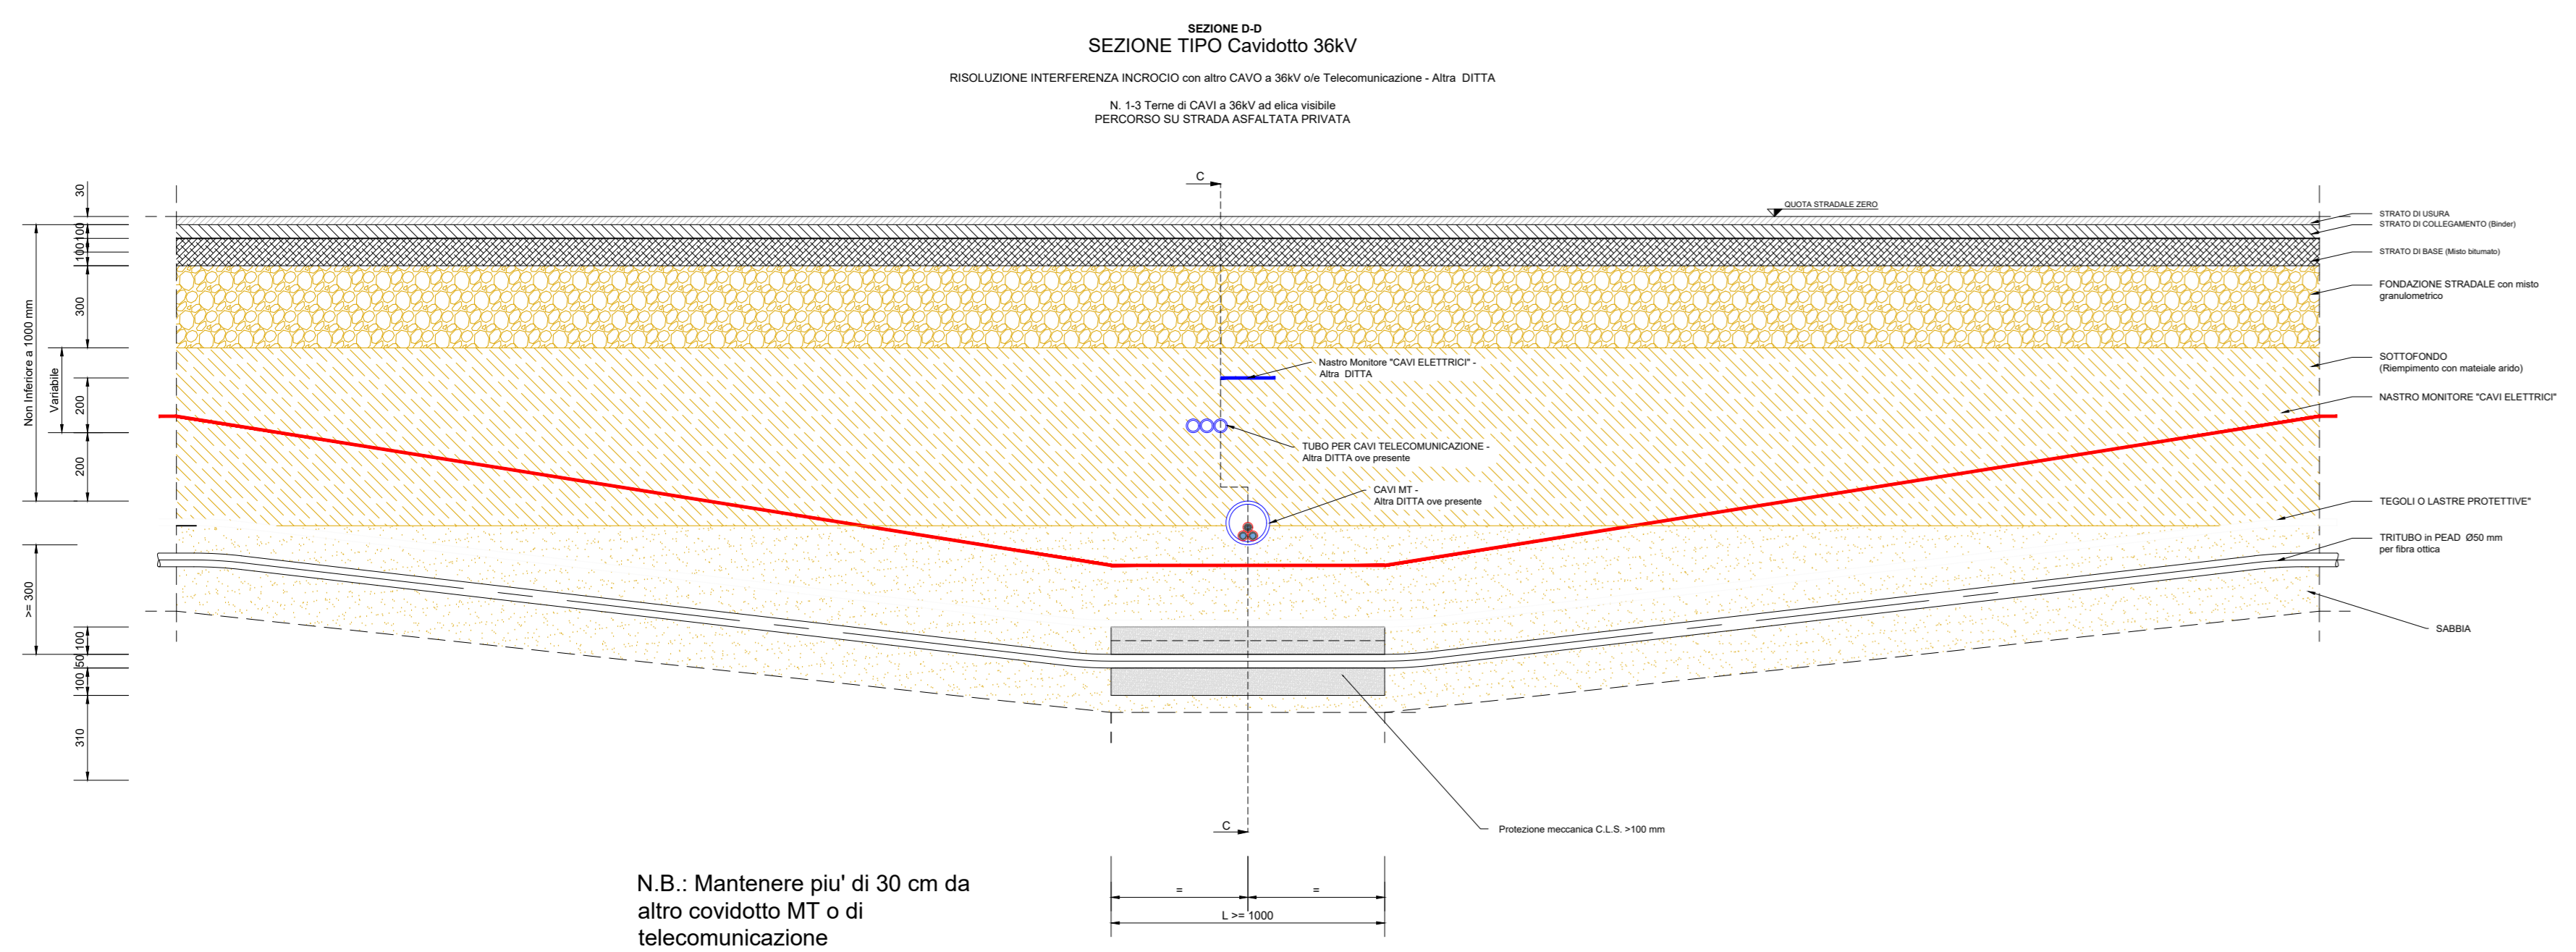 SEZIONE D-D
SEZIONE TIPO Cavidotto 36kV
RISOLUZIONE INTERFERENZA INCROCIO con altro CAVO a 36kV o/e Telecomunicazione - Altra DITTA
N. 1-3 Terne di CAVI a 36kV ad elica visibile
PERCORSO SU STRADA ASFALTATA PRIVATA
C
QUOTA STRADALE ZERO
30
100
100
300
Non Inferiore a 1000 mm
Variabile
200
200
>= 300
100
50
100
310
STRATO DI USURA
STRATO DI COLLEGAMENTO (Binder)
STRATO DI BASE (Misto bitumato)
FONDAZIONE STRADALE con misto
granulometrico
SOTTOFONDO
(Riempimento con mateiale arido)
NASTRO MONITORE "CAVI ELETTRICI"
TEGOLI O LASTRE PROTETTIVE"
TRITUBO in PEAD Ø50 mm
per fibra ottica
SABBIA
Nastro Monitore "CAVI ELETTRICI" -
Altra DITTA
TUBO PER CAVI TELECOMUNICAZIONE -
Altra DITTA ove presente
CAVI MT -
Altra DITTA ove presente
C
Protezione meccanica C.L.S. >100 mm
= =
L >= 1000
N.B.: Mantenere piu' di 30 cm da
altro covidotto MT o di
telecomunicazione